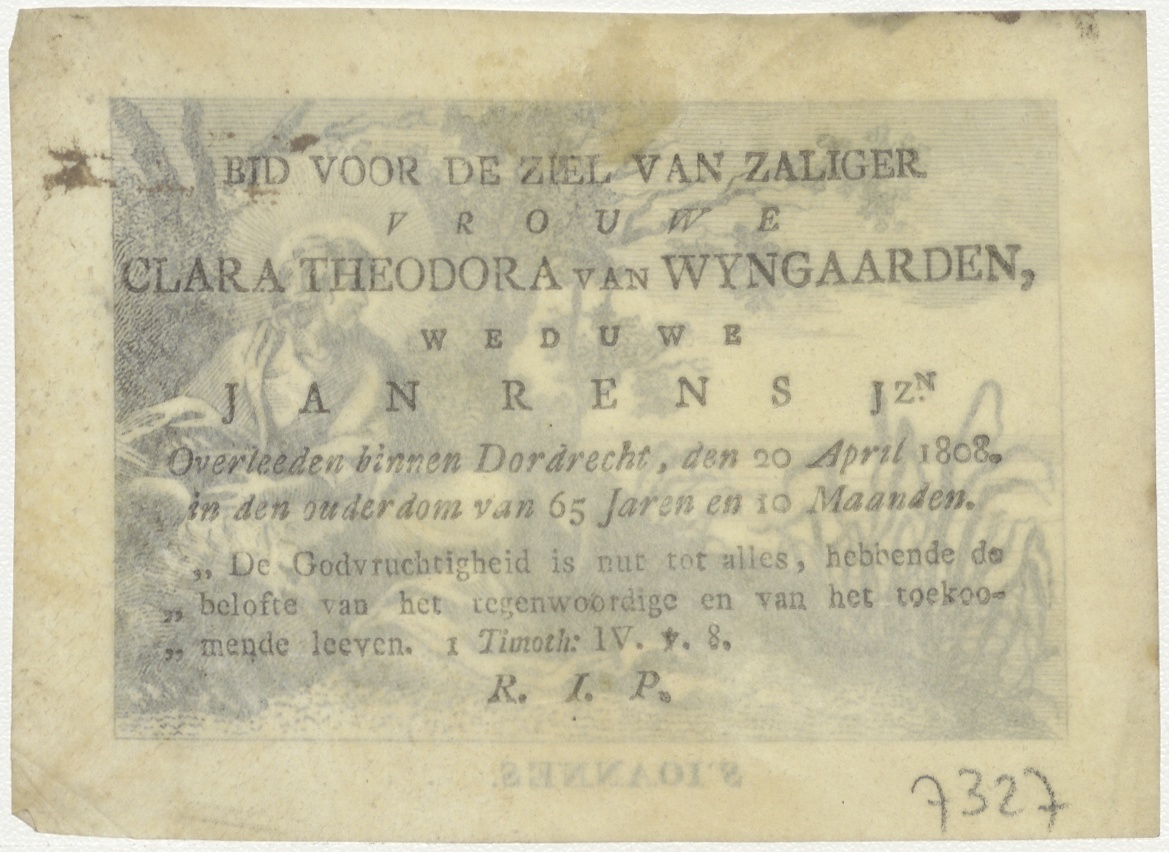 BID VOOR DE ZIEL VAN ZALIGER
VROUWE
CLARA THEODORA VAN WYNGAARDEN,
WEDUWE
JAN RENS JZN.
Overleeden binnen Dordrecht, den 20 April 1808.
in den ouderdom van 65 Jaren en 10 Maanden.
„ De Godvruchtigheid is nut tot alles, hebbende de
„ belofte van het tegenwoordige en van het toekoo-
„ mende leeven. 1 Timoth: IV. ℣. 8.
R. I. P.
S. IOANNES.
7327